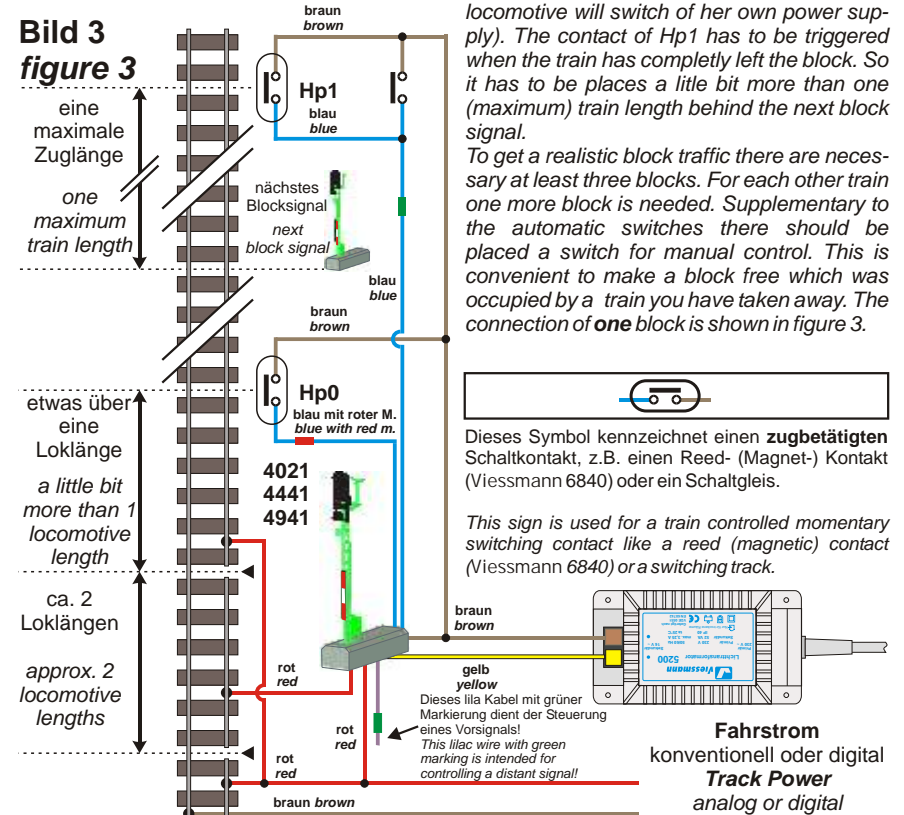 Bild 3
figure 3
braun
brown
eine
maximale
Zuglänge
one
maximum
train length
Hp1
blau
blue
nächstes
Blocksignal
next
block signal
blau
blue
braun
brown
etwas über
eine
Loklänge
a little bit
more than 1
locomotive
length
Hp0
blau mit roter M.
blue with red m.
4021
4441
4941
ca. 2
Loklängen
approx. 2
locomotive
lengths
rot
red
rot
red
rot
red
braun brown
braun
brown
gelb
yellow
Dieses lila Kabel mit grüner
Markierung dient der Steuerung
eines Vorsignals!
This lilac wire with green
marking is intended for
controlling a distant signal!
locomotive will switch of her own power sup-
ply). The contact of Hp1 has to be triggered
when the train has completly left the block. So
it has to be places a litle bit more than one
(maximum) train length behind the next block
signal.
To get a realistic block traffic there are neces-
sary at least three blocks. For each other train
one more block is needed. Supplementary to
the automatic switches there should be
placed a switch for manual control. This is
convenient to make a block free which was
occupied by a train you have taken away. The
connection of one block is shown in figure 3.
Dieses Symbol kennzeichnet einen zugbetätigten
Schaltkontakt, z.B. einen Reed- (Magnet-) Kontakt
(Viessmann 6840) oder ein Schaltgleis.
This sign is used for a train controlled momentary
switching contact like a reed (magnetic) contact
(Viessmann 6840) or a switching track.
Viessmann
5200
Lichttransformator
Fahrstrom
konventionell oder digital
Track Power
analog or digital